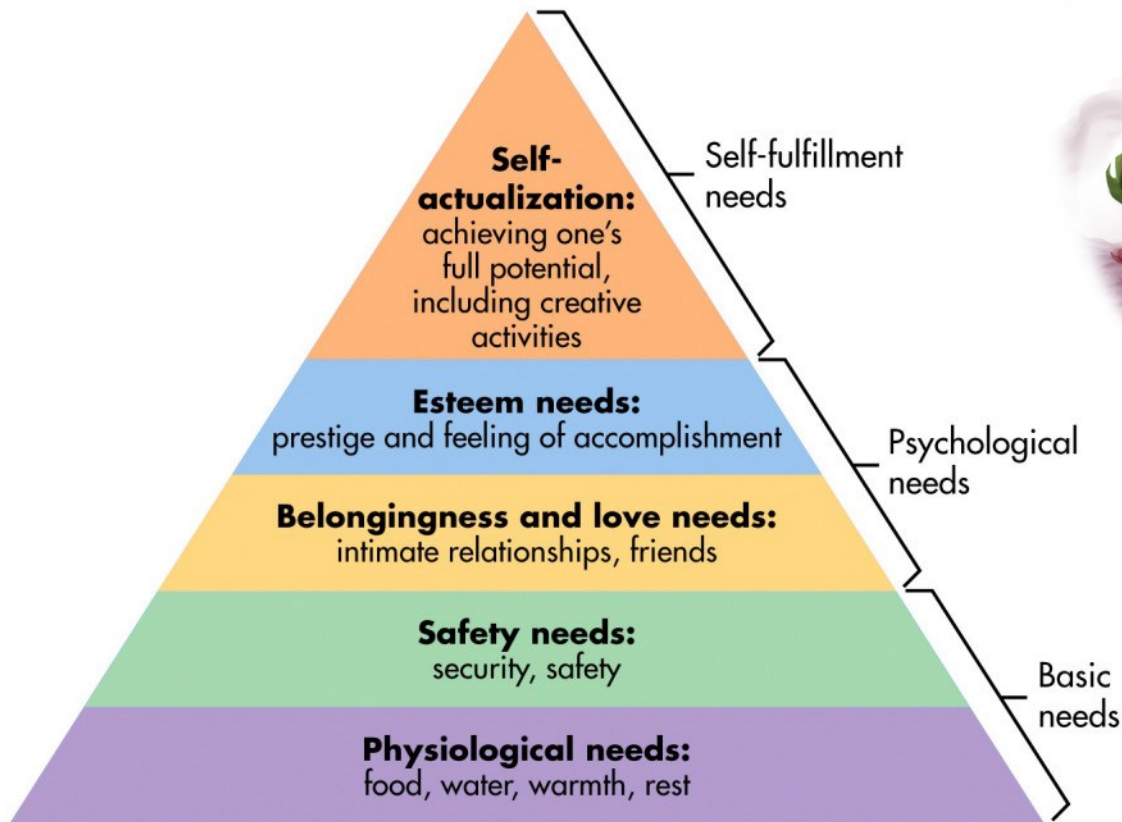 Self-
actualization:
achieving one's
full potential,
including creative
activities
Self-fulfillment
needs
Esteem needs:
prestige and feeling of accomplishment
Psychological
needs
Belongingness and love needs:
intimate relationships, friends
Safety needs:
security, safety
Basic
needs
Physiological needs:
food, water, warmth, rest